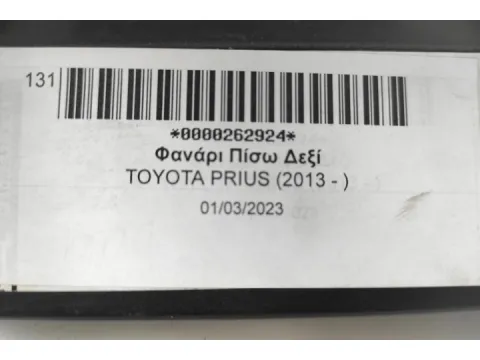 131
*0000262924*
Φανάρι Πίσω Δεξί
TOYOTA PRIUS (2013 - )
01/03/2023